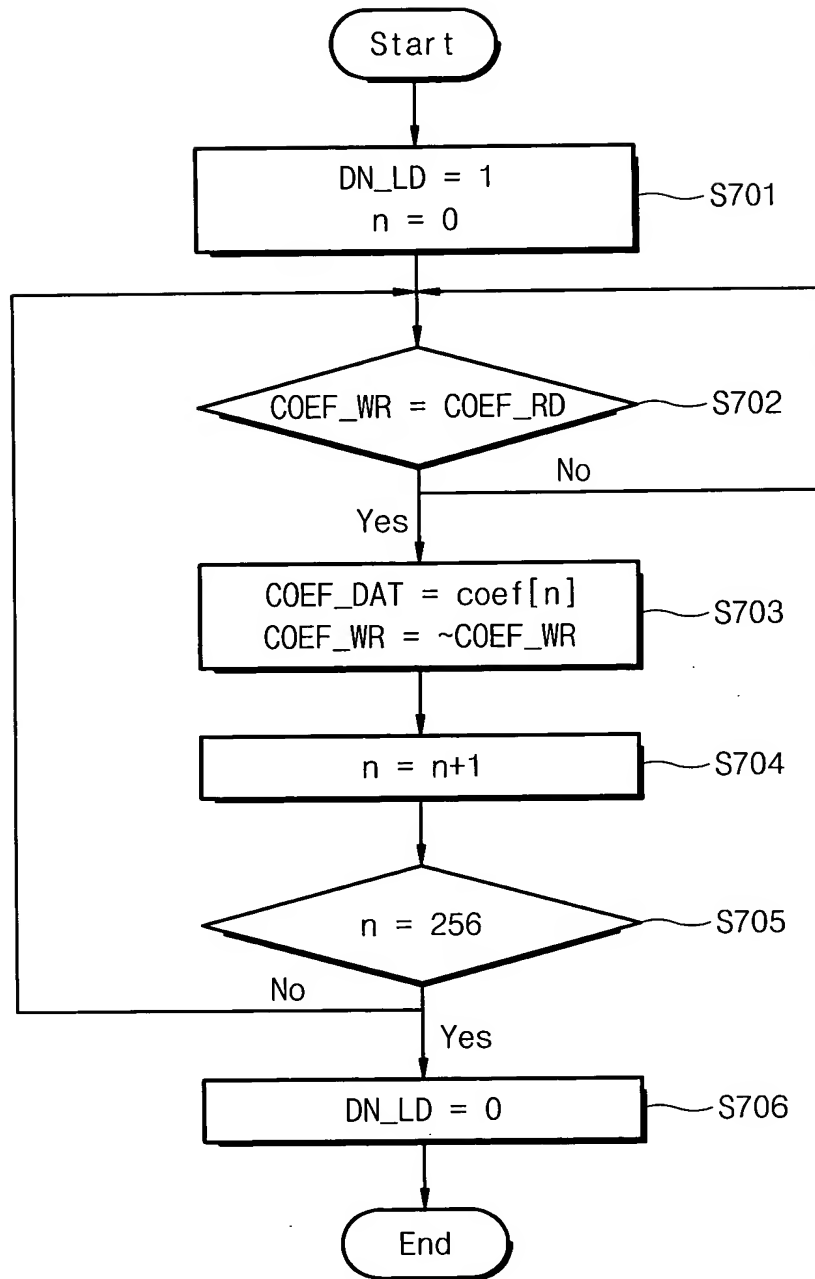 Start
DN_LD = 1
n = 0
S701
COEF_WR = COEF_RD
S702
No
Yes
COEF_DAT = coef[n]
COEF_WR = ~COEF_WR
S703
n = n+1
S704
n = 256
S705
No
Yes
DN_LD = 0
S706
End